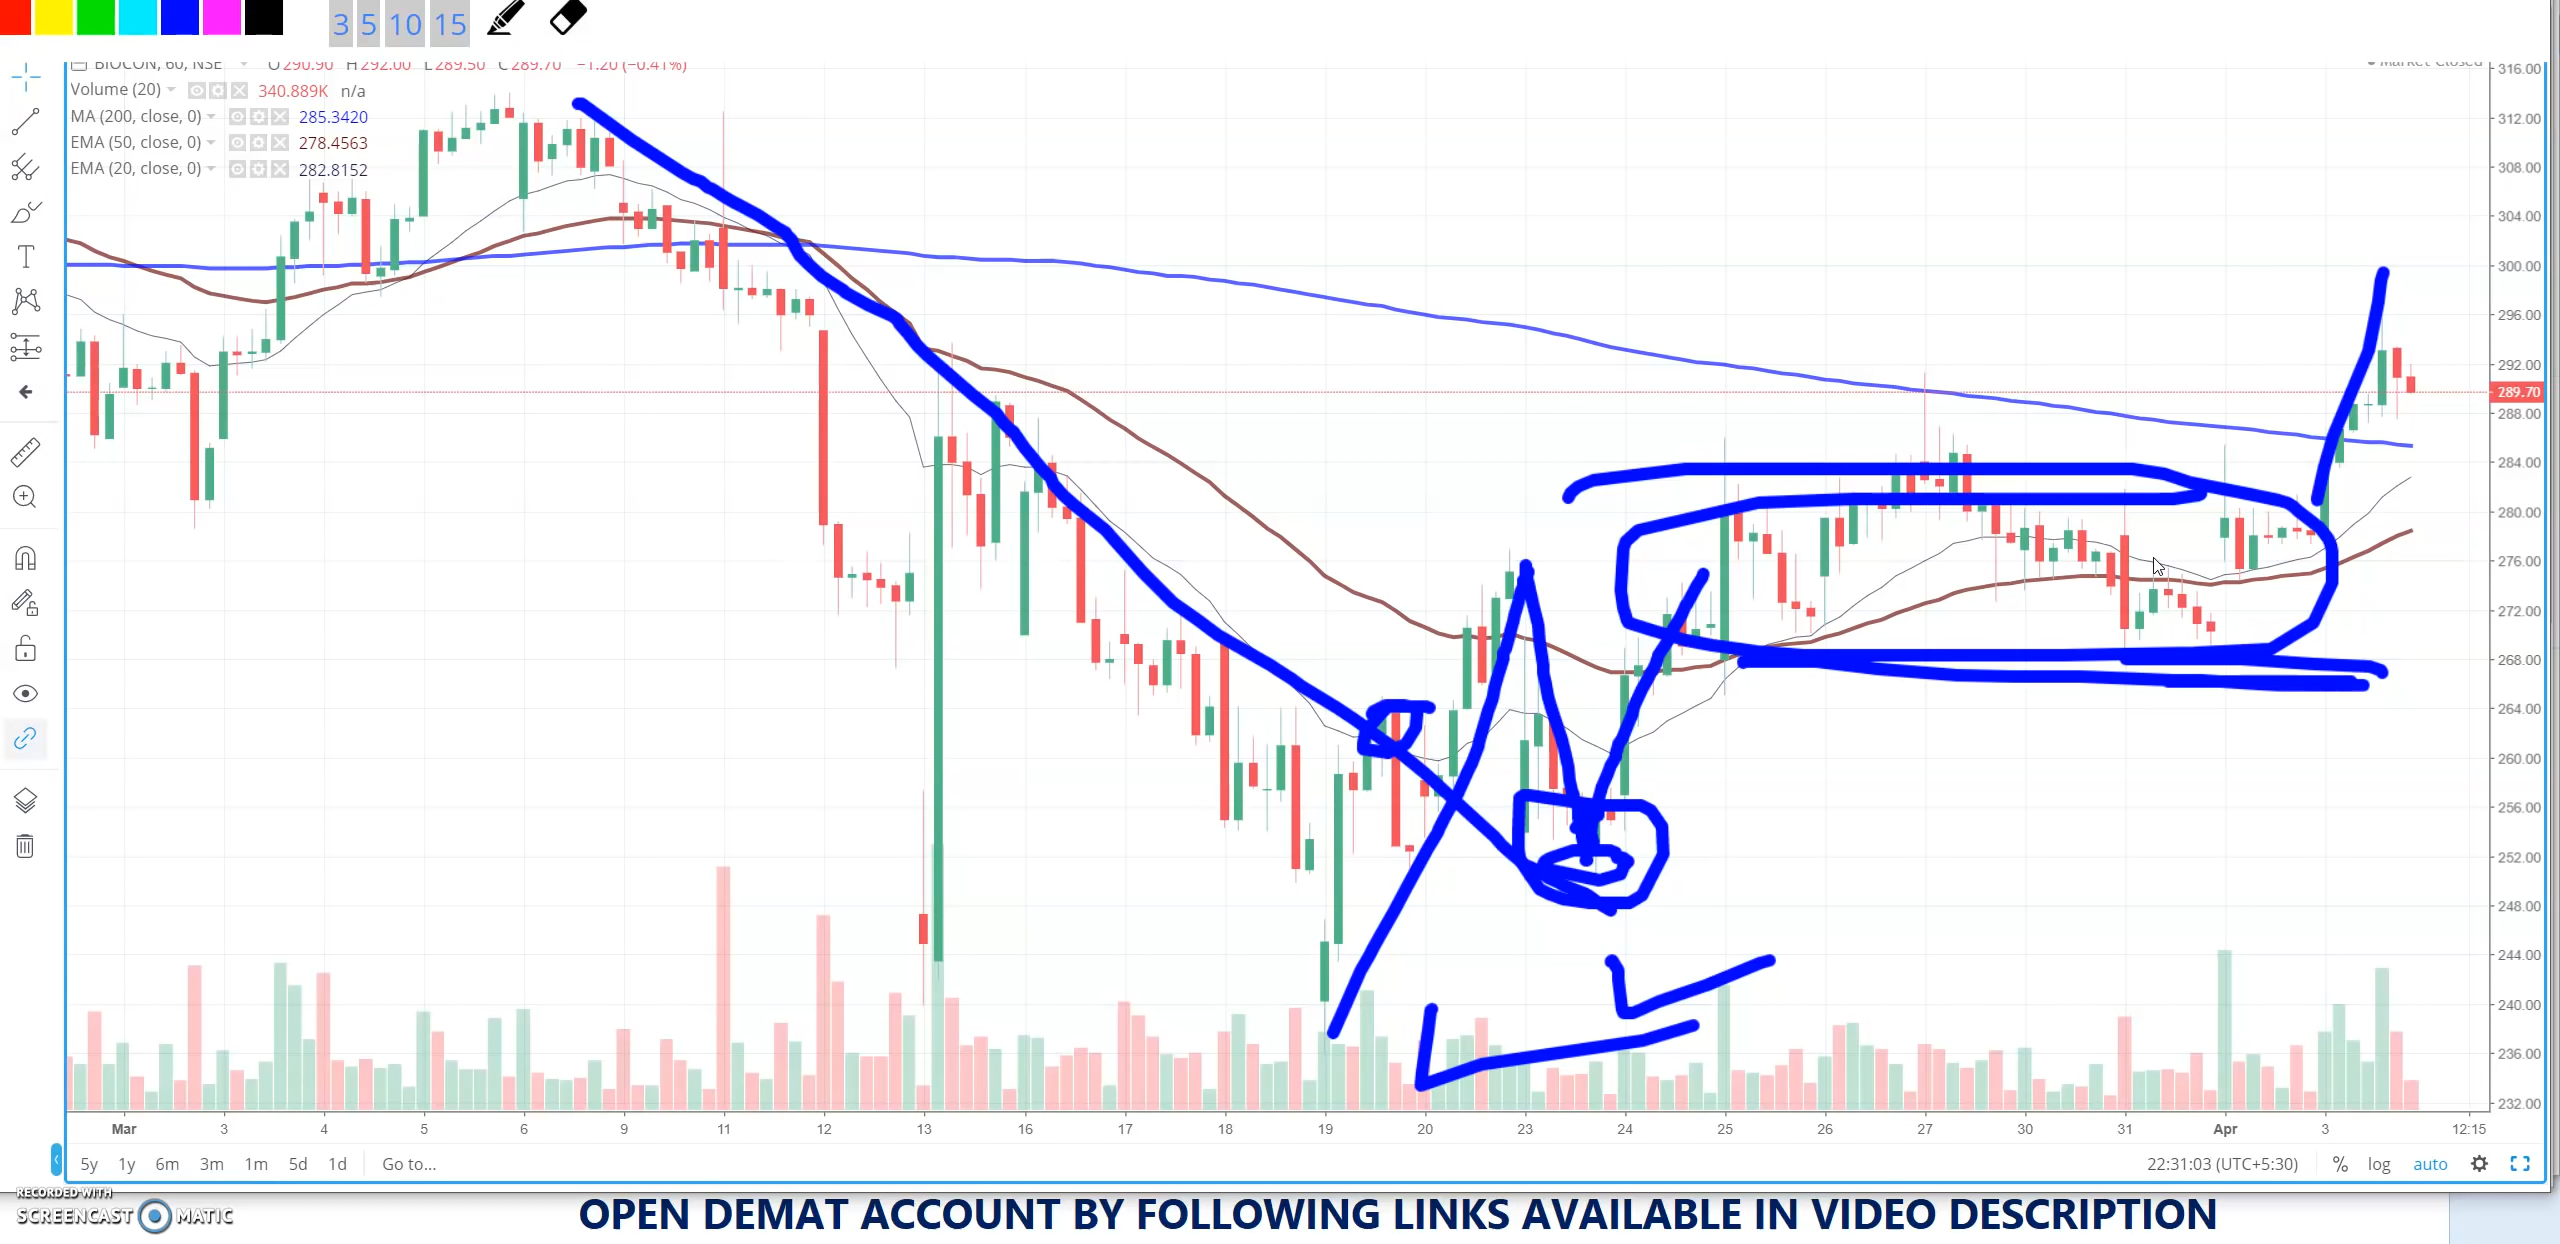 3 5 10 15
BIOCON, 60, NSE O290.90 H292.00 L289.50 C289.70 −1.20 (−0.41%)
Market Closed
Volume (20) 340.889K n/a
MA (200, close, 0) 285.3420
EMA (50, close, 0) 278.4563
EMA (20, close, 0) 282.8152
316.00
312.00
308.00
304.00
300.00
296.00
292.00
289.70
288.00
284.00
280.00
276.00
272.00
268.00
264.00
260.00
256.00
252.00
248.00
244.00
240.00
236.00
232.00
Mar 3 4 5 6 9 11 12 13 16 17 18 19 20 23 24 25 26 27 30 31 Apr 3 12:15
5y 1y 6m 3m 1m 5d 1d Go to... 22:31:03 (UTC+5:30) % log auto
RECORDED WITH
SCREENCAST MATIC
OPEN DEMAT ACCOUNT BY FOLLOWING LINKS AVAILABLE IN VIDEO DESCRIPTION